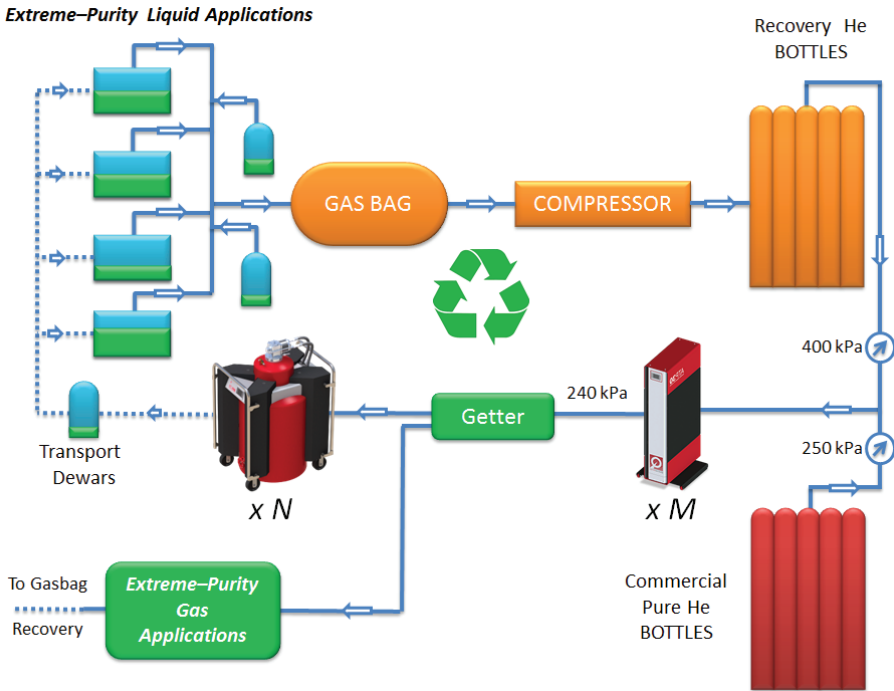 Extreme–Purity Liquid Applications
Recovery He
BOTTLES
GAS BAG
COMPRESSOR
400 kPa
240 kPa
Getter
250 kPa
Transport
Dewars
x N
x M
Commercial
Pure He
BOTTLES
To Gasbag
Recovery
Extreme–Purity
Gas
Applications